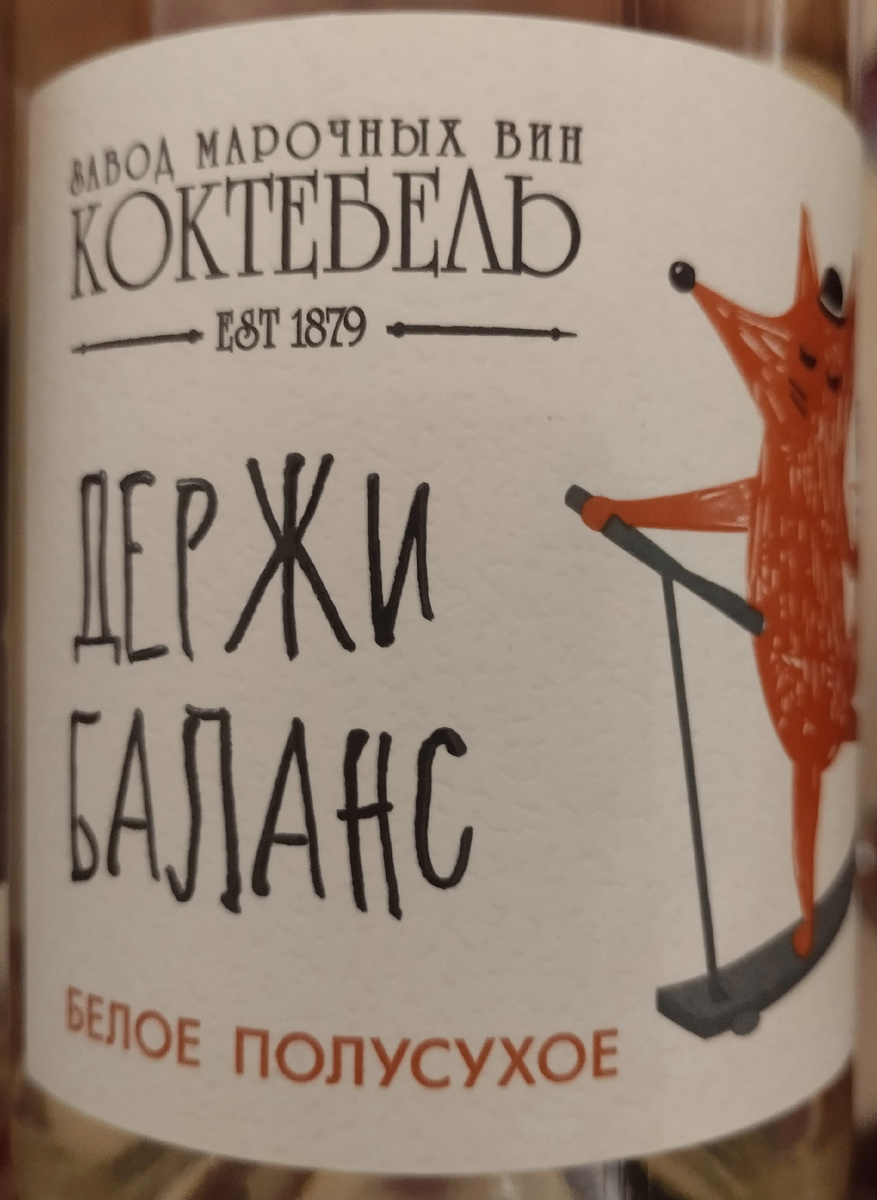 ЗАВОД МАРОЧНЫХ ВИН
КОКТЕБЕЛЬ
EST 1879
ДЕРЖИ
БАЛАНС
БЕЛОЕ ПОЛУСУХОЕ